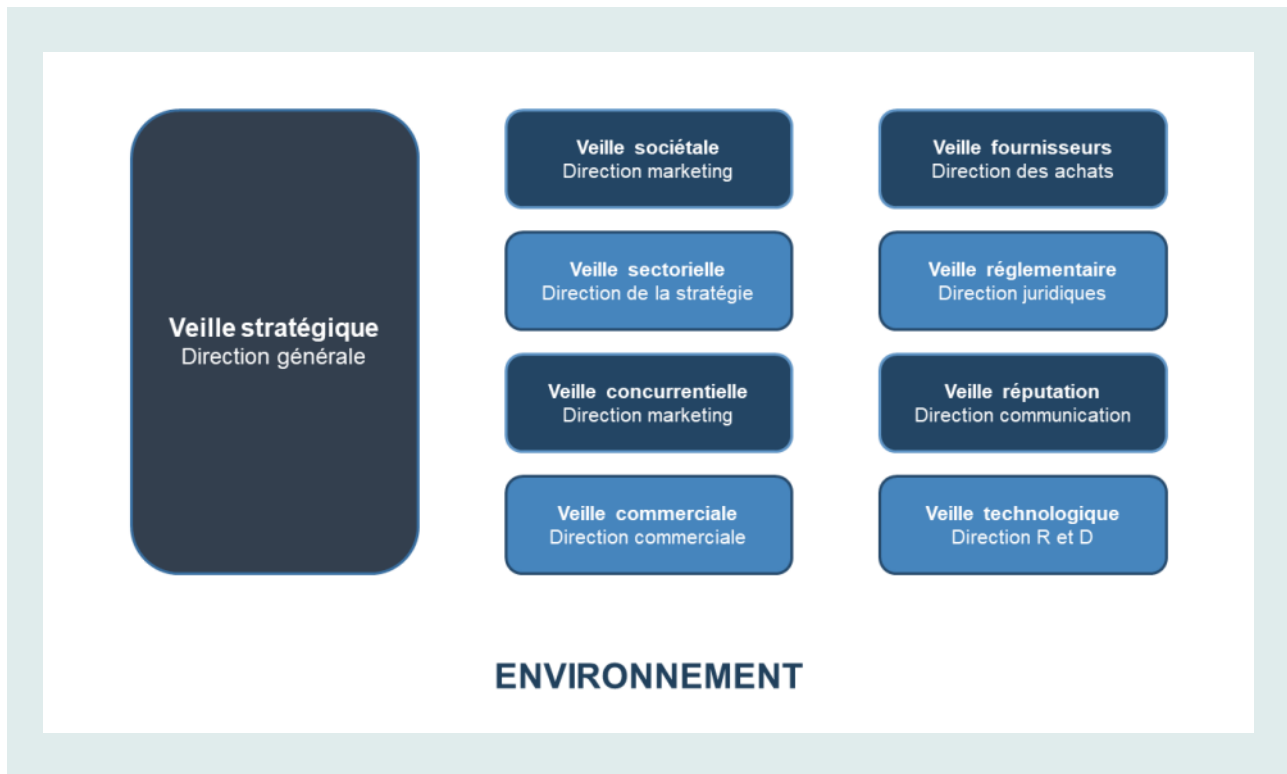 Veille stratégique
Direction générale
Veille sociétale
Direction marketing
Veille sectorielle
Direction de la stratégie
Veille concurrentielle
Direction marketing
Veille commerciale
Direction commerciale
Veille fournisseurs
Direction des achats
Veille réglementaire
Direction juridiques
Veille réputation
Direction communication
Veille technologique
Direction R et D
ENVIRONNEMENT